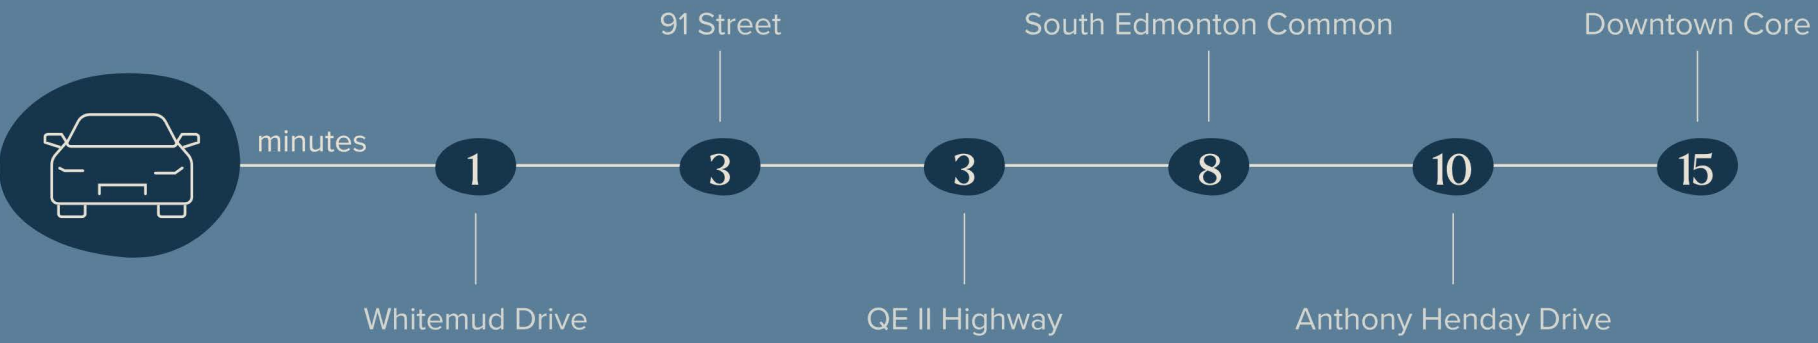 91 Street
South Edmonton Common
Downtown Core
minutes
1
3
3
8
10
15
Whitemud Drive
QE II Highway
Anthony Henday Drive